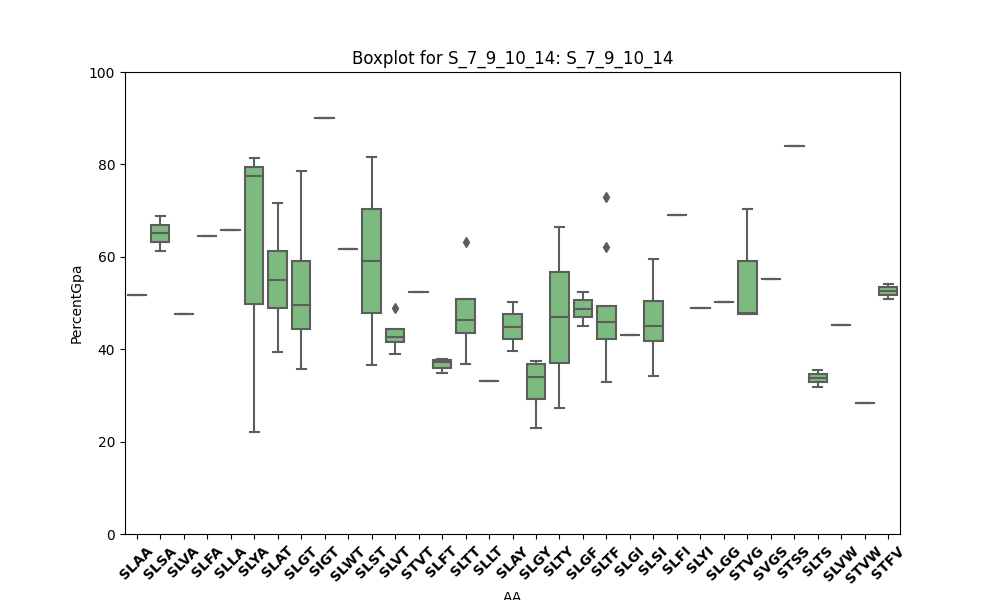 Boxplot for S_7_9_10_14: S_7_9_10_14
PercentGpa
100
80
60
40
20
0
SLAA SLSA SLVA SLFA SLLA SLYA SLAT SLGT SIGT SLWT SLST SLVT STVT SLFT SLTT SLLT SLAY SLGY SLTY SLGF SLTF SLGI SLSI SLFI SLYI SLGG STVG SVGS STSS SLTS SLVW STVW STFV
AA